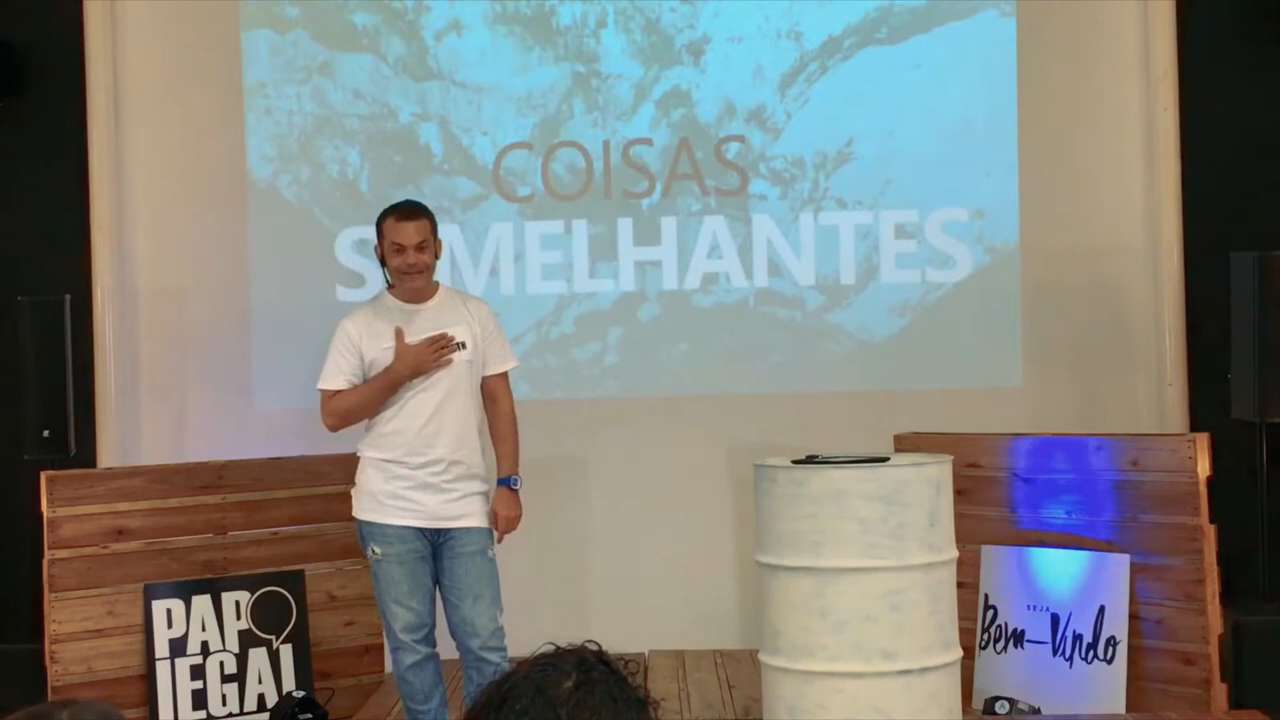 COISAS
SEMELHANTES
PAPO
LEGAL
SEJA
Bem-Vindo